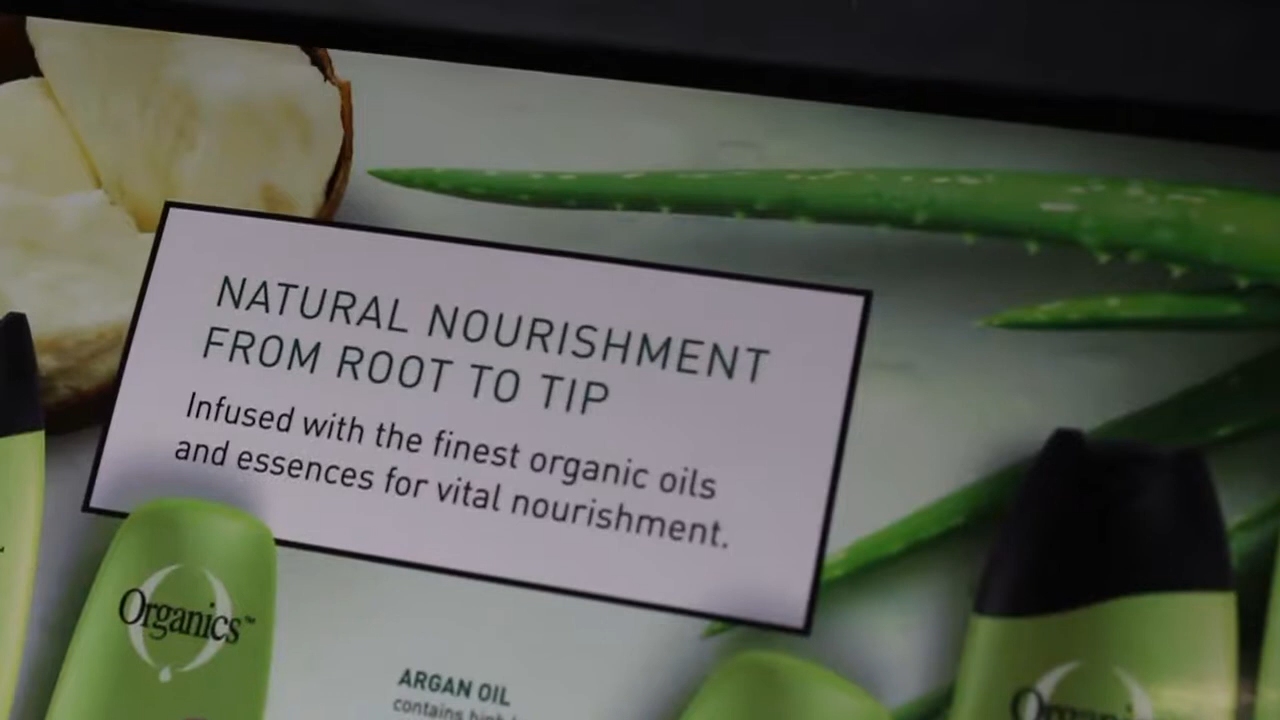 NATURAL NOURISHMENT
FROM ROOT TO TIP
Infused with the finest organic oils
and essences for vital nourishment.
Organics™
ARGAN OIL
contains